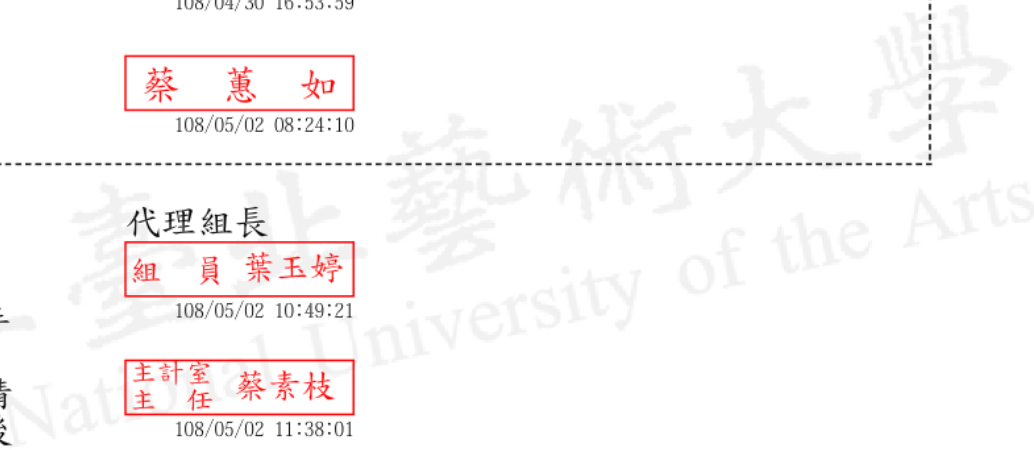 108/04/30 16:53:59
蔡 蕙 如
108/05/02 08:24:10
代理組長
組 員 葉玉婷
108/05/02 10:49:21
主計室
主 任 蔡素枝
108/05/02 11:38:01
請
後
臺北藝術大學
National University of the Arts